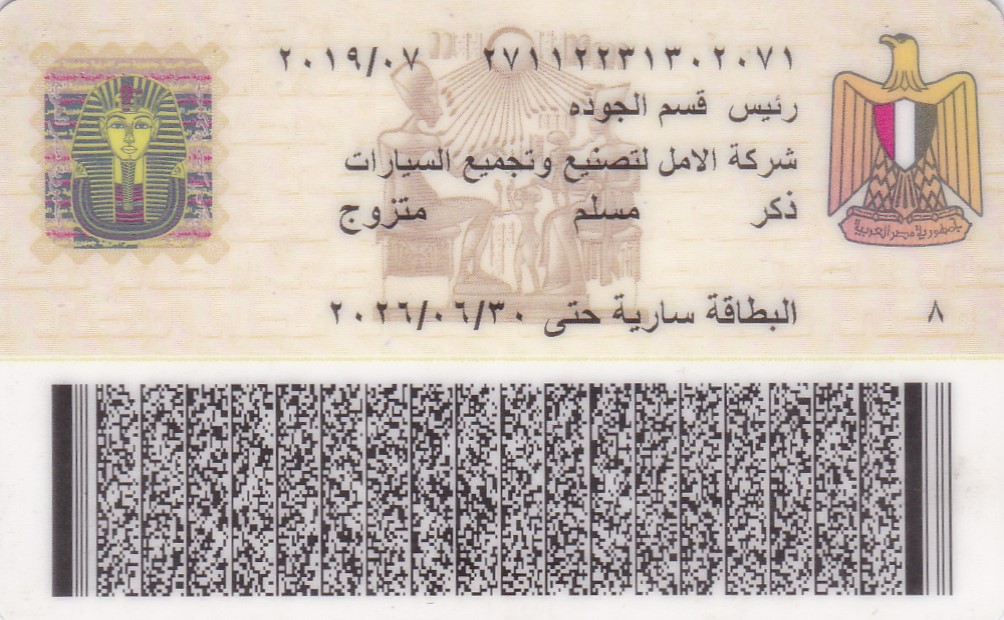 ٢٧١١٢٢٣١٣٠٢٠٧١ ٢٠١٩/٠٧
رئيس قسم الجوده
شركة الامل لتصنيع وتجميع السيارات
ذكر مسلم متزوج
البطاقة سارية حتى ٢٠٢٦/٠٦/٣٠
٨
جمهورية مصر العربية